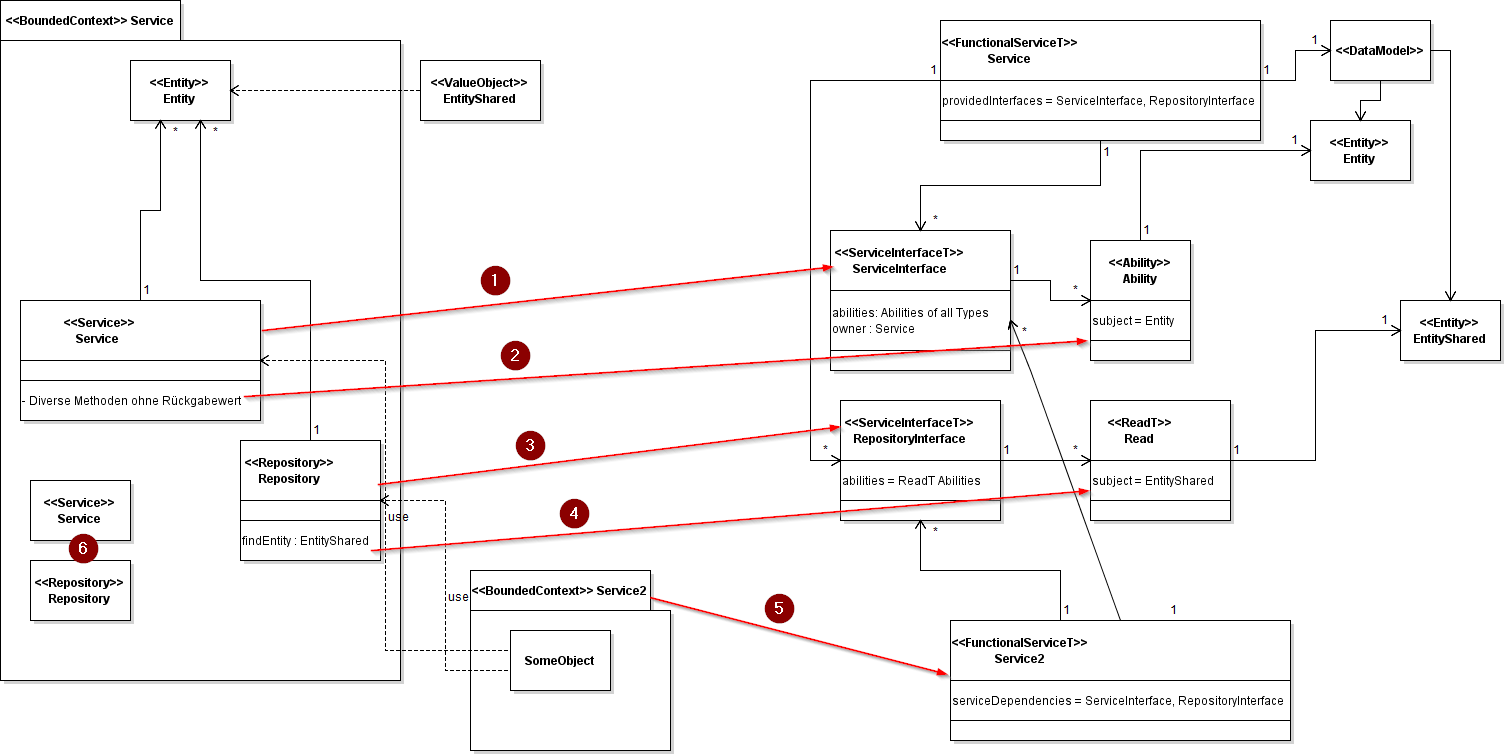 <<BoundedContext>> Service
<<Entity>>
Entity
*
*
<<ValueObject>>
EntityShared
1
<<Service>>
Service
- Diverse Methoden ohne Rückgabewert
1
<<Repository>>
Repository
findEntity : EntityShared
<<Service>>
Service
6
<<Repository>>
Repository
use
use
<<BoundedContext>> Service2
SomeObject
1
2
3
4
5
<<FunctionalServiceT>>
Service
providedInterfaces = ServiceInterface, RepositoryInterface
1
1
1
1
<<DataModel>>
<<Entity>>
Entity
1
*
<<ServiceInterfaceT>>
ServiceInterface
abilities: Abilities of all Types
owner : Service
1
*
*
1
<<Ability>>
Ability
subject = Entity
<<Entity>>
EntityShared
1
<<ServiceInterfaceT>>
RepositoryInterface
abilities = ReadT Abilities
*
1
*
*
<<ReadT>>
Read
subject = EntityShared
1
1
1
<<FunctionalServiceT>>
Service2
serviceDependencies = ServiceInterface, RepositoryInterface